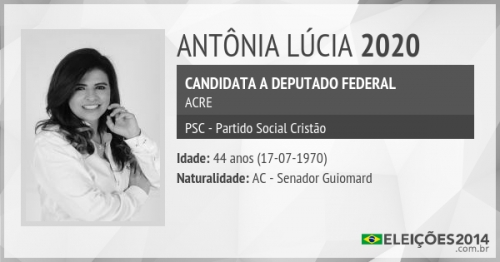 ANTÔNIA LÚCIA 2020
CANDIDATA A DEPUTADO FEDERAL
ACRE
PSC - Partido Social Cristão
Idade: 44 anos (17-07-1970)
Naturalidade: AC - Senador Guiomard
ELEIÇÕES2014
.com.br